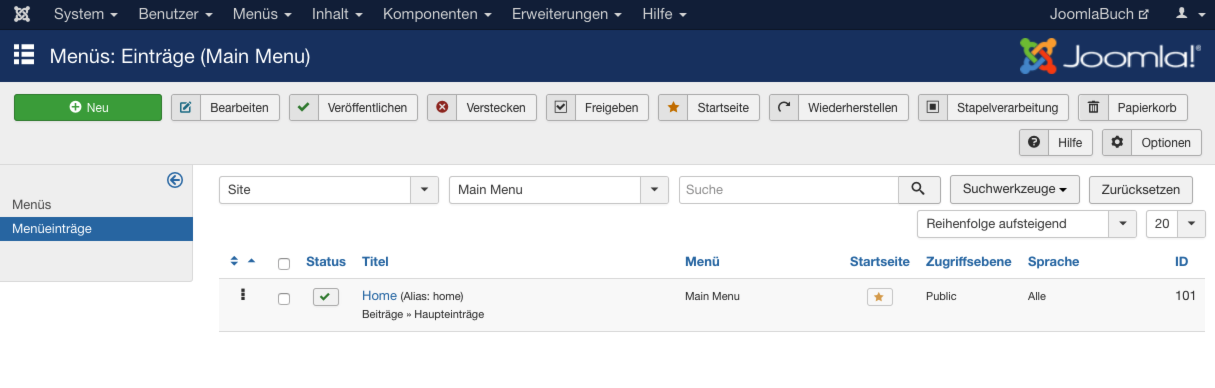 System Benutzer Menüs Inhalt Komponenten Erweiterungen Hilfe JoomlaBuch
Menüs: Einträge (Main Menu) Joomla!®
Neu Bearbeiten Veröffentlichen Verstecken Freigeben Startseite Wiederherstellen Stapelverarbeitung Papierkorb
Hilfe Optionen
Site Main Menu Suche Suchwerkzeuge Zurücksetzen
Menüs
Menüeinträge
Reihenfolge aufsteigend 20
Status Titel Menü Startseite Zugriffsebene Sprache ID
Home (Alias: home) Main Menu Public Alle 101
Beiträge » Haupteinträge